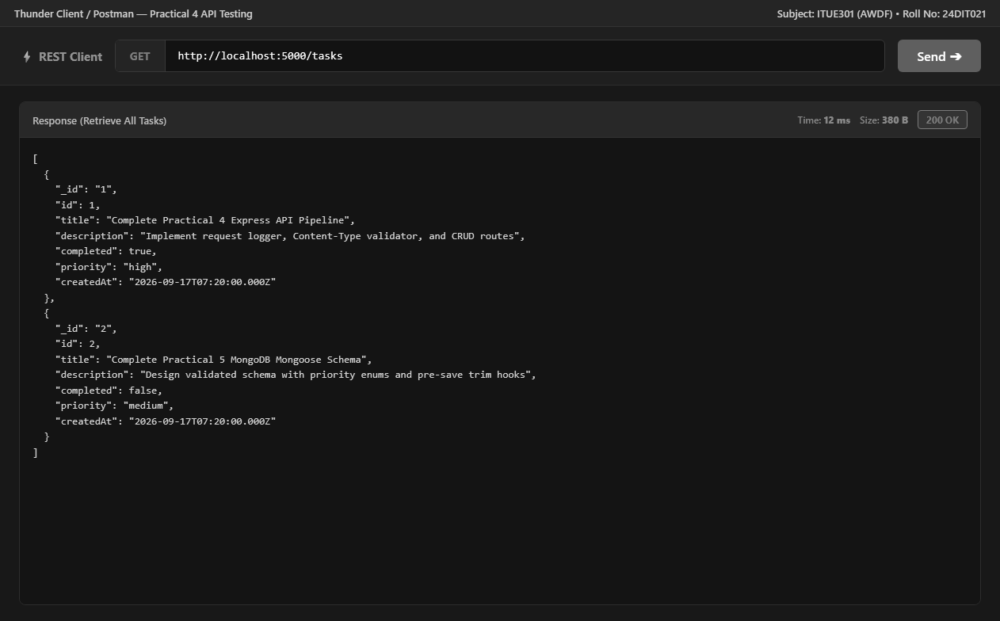 Thunder Client / Postman — Practical 4 API Testing
Subject: ITUE301 (AWDF) • Roll No: 24DIT021
REST Client
GET
http://localhost:5000/tasks
Send ➔
Response (Retrieve All Tasks)
Time: 12 ms Size: 380 B 200 OK
[
  {
    "_id": "1",
    "id": 1,
    "title": "Complete Practical 4 Express API Pipeline",
    "description": "Implement request logger, Content-Type validator, and CRUD routes",
    "completed": true,
    "priority": "high",
    "createdAt": "2026-09-17T07:20:00.000Z"
  },
  {
    "_id": "2",
    "id": 2,
    "title": "Complete Practical 5 MongoDB Mongoose Schema",
    "description": "Design validated schema with priority enums and pre-save trim hooks",
    "completed": false,
    "priority": "medium",
    "createdAt": "2026-09-17T07:20:00.000Z"
  }
]